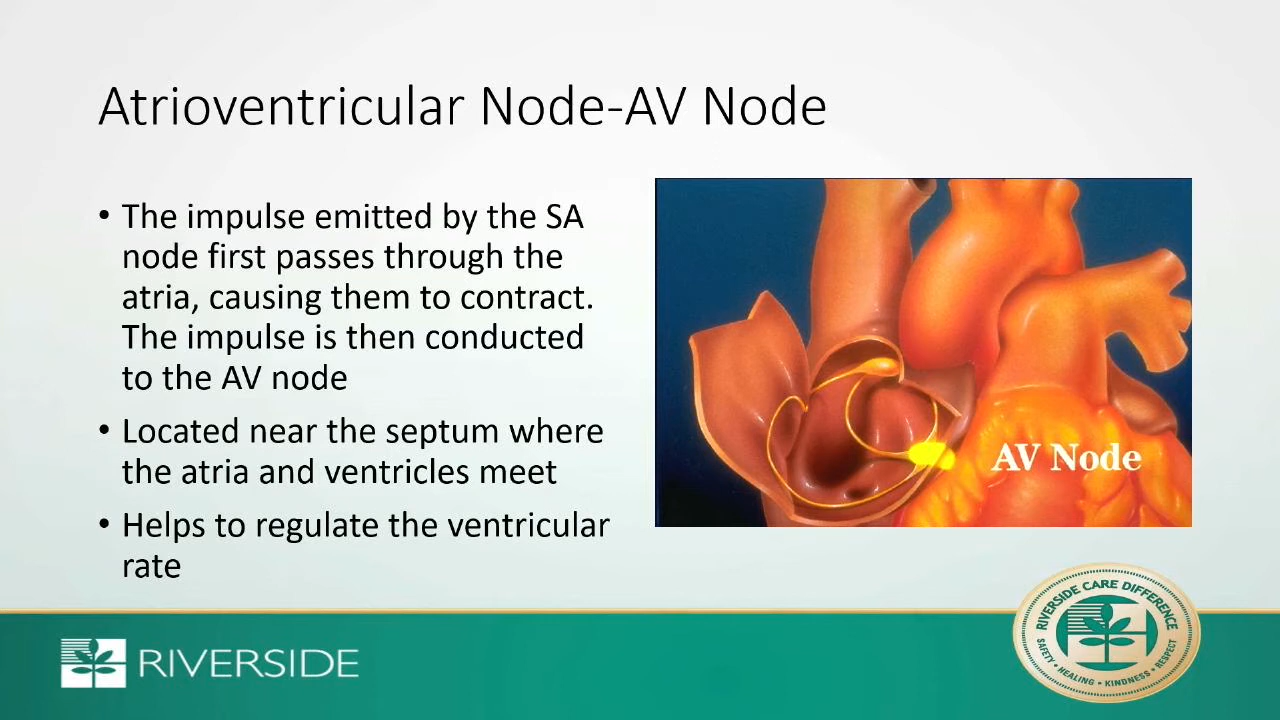 Atrioventricular Node-AV Node
• The impulse emitted by the SA
node first passes through the
atria, causing them to contract.
The impulse is then conducted
to the AV node
• Located near the septum where
the atria and ventricles meet
• Helps to regulate the ventricular
rate
AV Node
RIVERSIDE
RIVERSIDE CARE DIFFERENCE
SAFETY • HEALING • KINDNESS • RESPECT